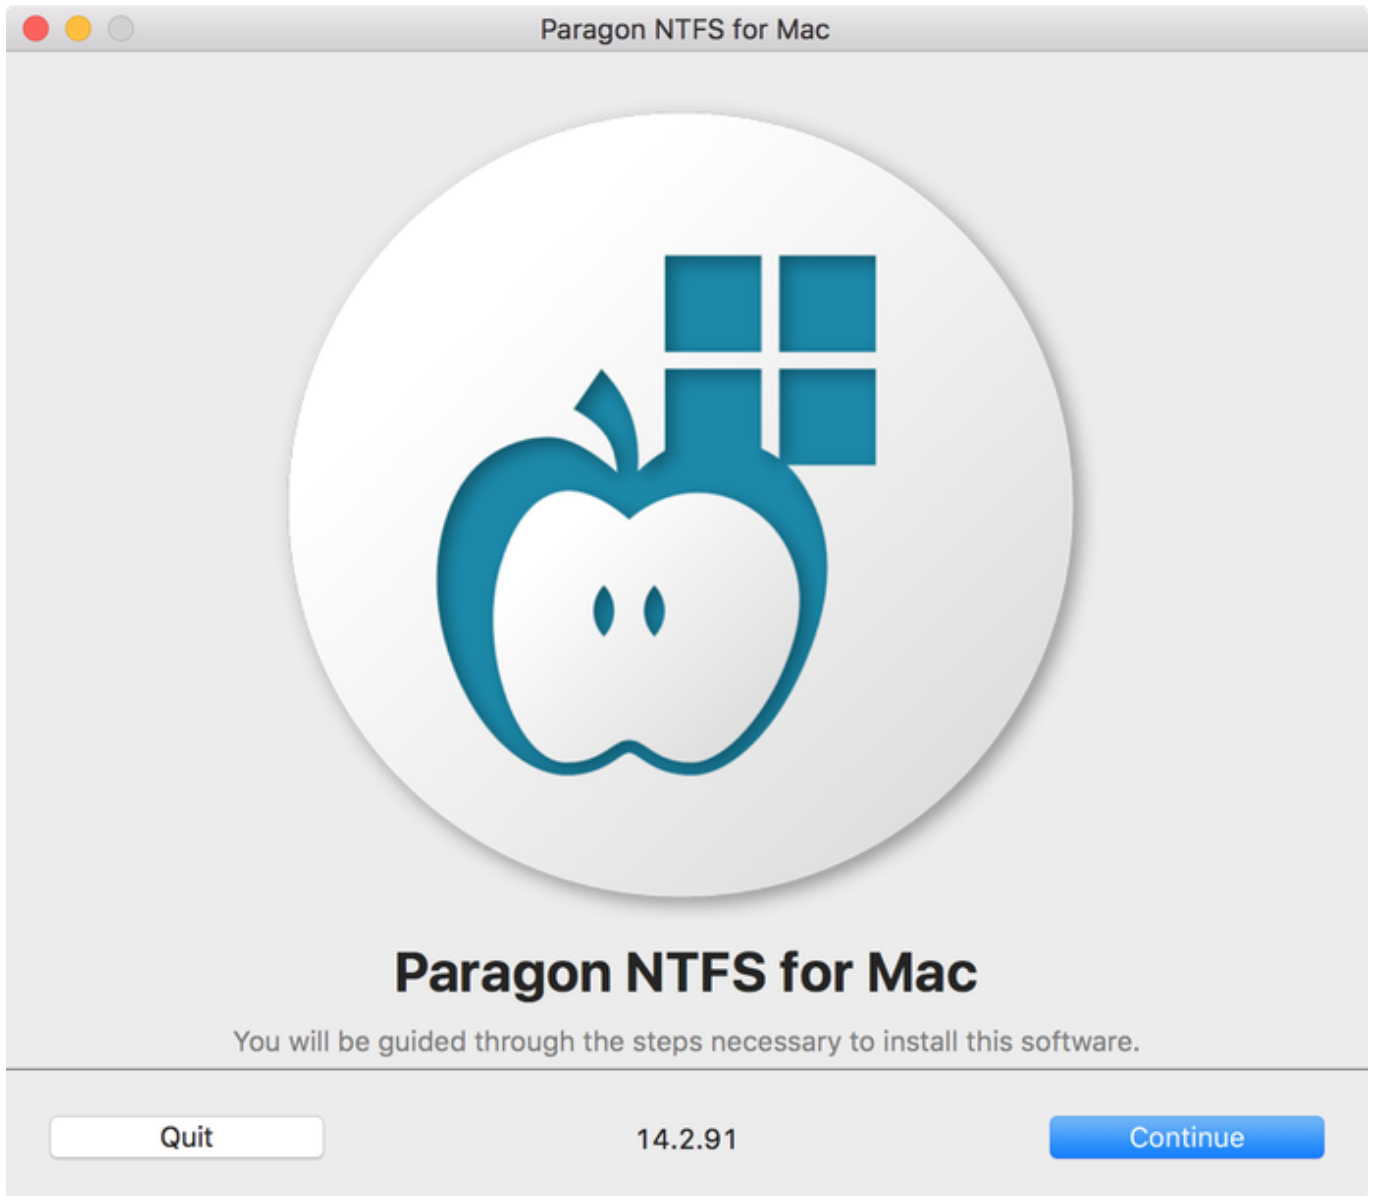 Paragon NTFS for Mac
Paragon NTFS for Mac
You will be guided through the steps necessary to install this software.
Quit
14.2.91
Continue